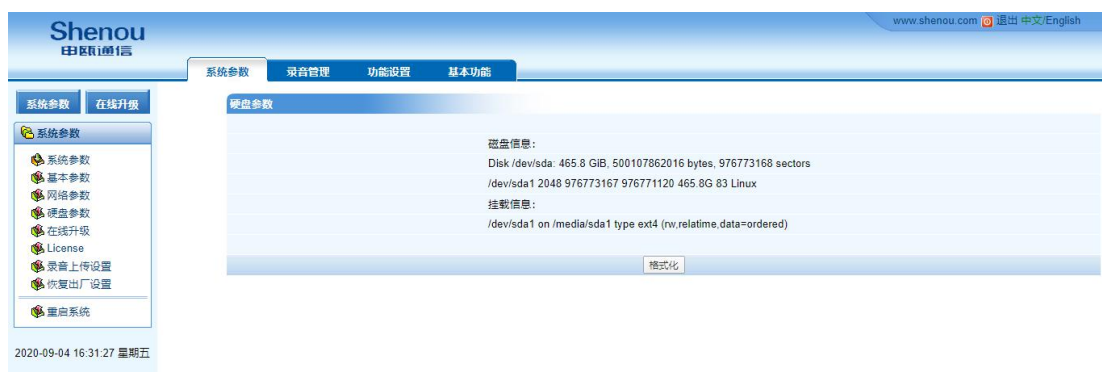 Shenou
申瓯通信
www.shenou.com 退出 中文/English
系统参数 录音管理 功能设置 基本功能
系统参数 在线升级
系统参数
系统参数
基本参数
网络参数
硬盘参数
在线升级
License
录音上传设置
恢复出厂设置
重启系统
2020-09-04 16:31:27 星期五
硬盘参数
磁盘信息：
Disk /dev/sda: 465.8 GiB, 500107862016 bytes, 976773168 sectors
/dev/sda1 2048 976773167 976771120 465.8G 83 Linux
挂载信息：
/dev/sda1 on /media/sda1 type ext4 (rw,relatime,data=ordered)
格式化